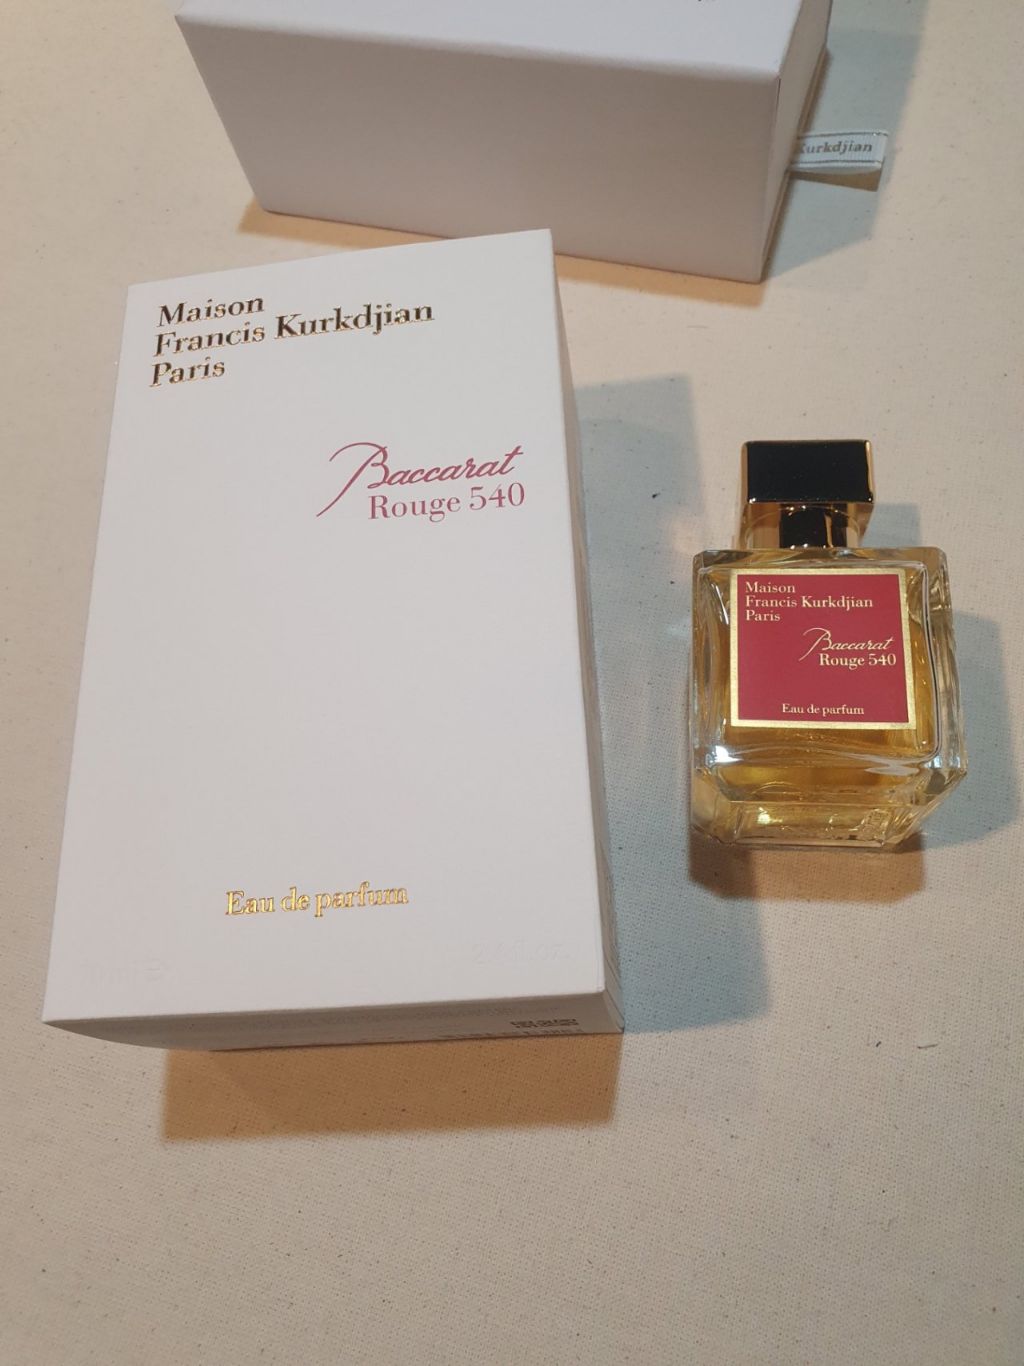 Kurkdjian
Maison
Francis Kurkdjian
Paris
Baccarat
Rouge 540
Eau de parfum
Maison
Francis Kurkdjian
Paris
Baccarat
Rouge 540
Eau de parfum